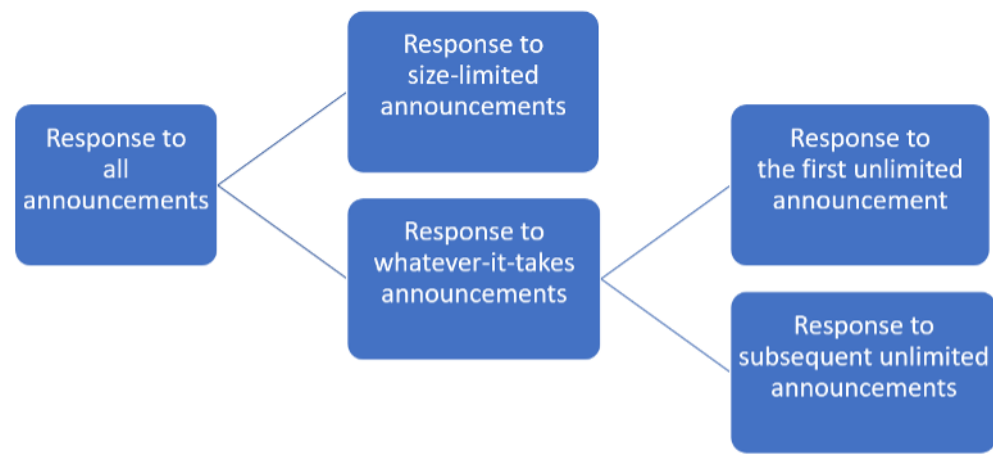 Response to
all
announcements
Response to
size-limited
announcements
Response to
whatever-it-takes
announcements
Response to
the first unlimited
announcement
Response to
subsequent unlimited
announcements